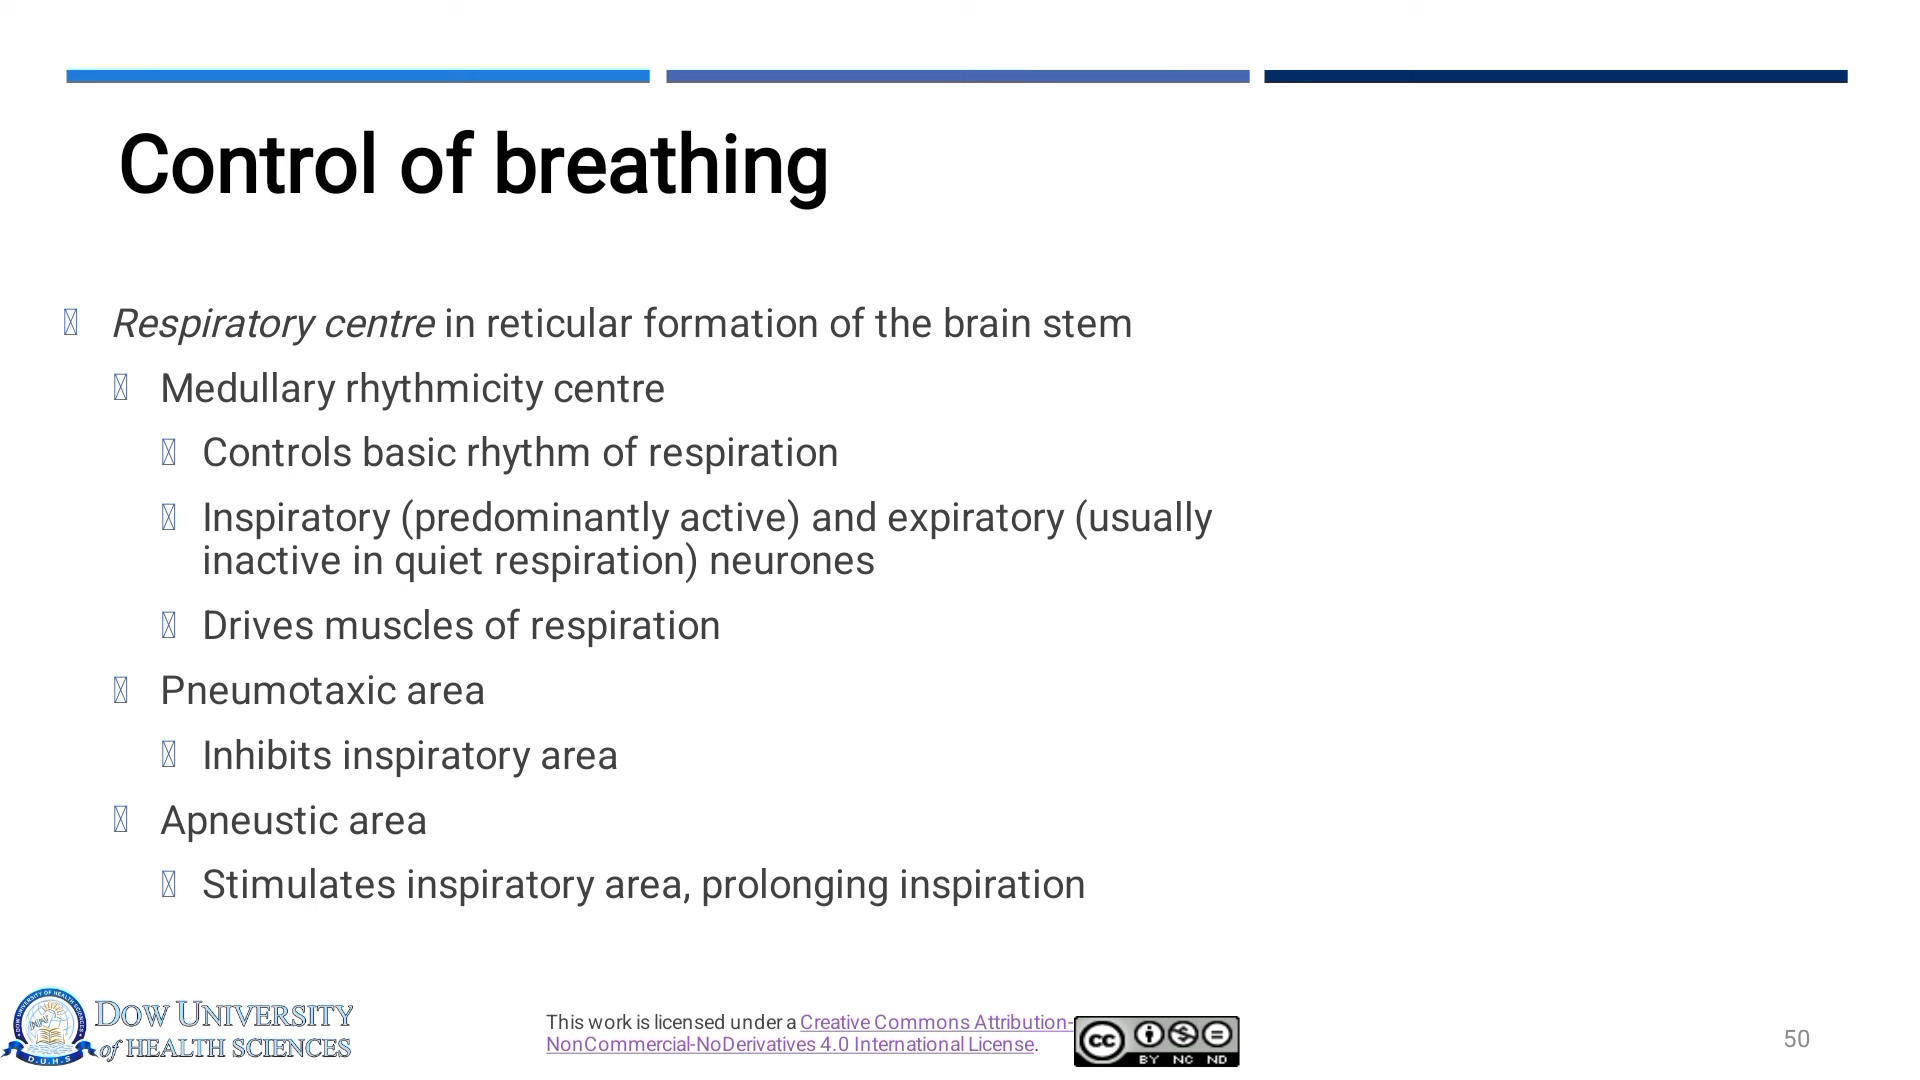 Control of breathing
Respiratory centre in reticular formation of the brain stem
Medullary rhythmicity centre
Controls basic rhythm of respiration
Inspiratory (predominantly active) and expiratory (usually
inactive in quiet respiration) neurones
Drives muscles of respiration
Pneumotaxic area
Inhibits inspiratory area
Apneustic area
Stimulates inspiratory area, prolonging inspiration
DOW UNIVERSITY
of HEALTH SCIENCES
D.U.H.S
This work is licensed under a Creative Commons Attribution-
NonCommercial-NoDerivatives 4.0 International License.
cc
BY NC ND
50